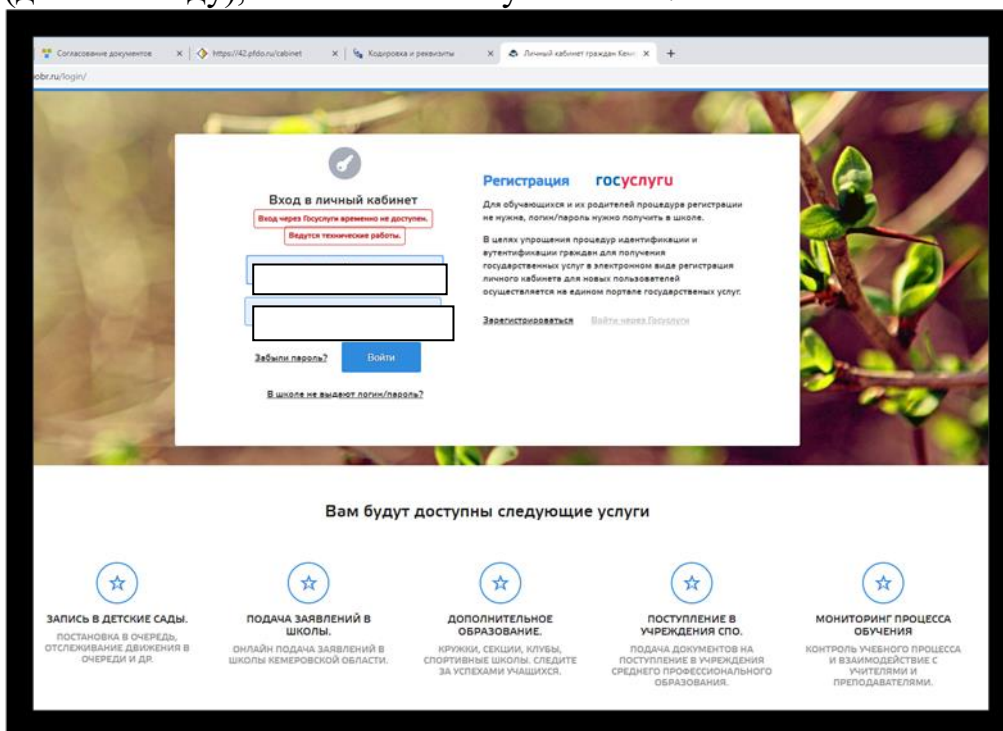 Согласование документов
https://42.pfdo.ru/cabinet
Кодировка и реквизиты
Личный кабинет граждан Кем
obr.ru/login/
Вход в личный кабинет
Вход через Госуслуги временно не доступен.
Ведутся технические работы.
Забыли пароль?
Войти
В школе не выдают логин/пароль?
Регистрация
госуслуги
Для обучающихся и их родителей процедура регистрации
не нужна, логин/пароль нужно получить в школе.
В целях упрощения процедур идентификации и
аутентификации граждан для получения
государственных услуг в электронном виде регистрация
личного кабинета для новых пользователей
осуществляется на едином портале государственых услуг.
Зарегистрироваться
Войти через Госуслуги
Вам будут доступны следующие услуги
ЗАПИСЬ В ДЕТСКИЕ САДЫ.
ПОСТАНОВКА В ОЧЕРЕДЬ,
ОТСЛЕЖИВАНИЕ ДВИЖЕНИЯ В
ОЧЕРЕДИ И ДР.
ПОДАЧА ЗАЯВЛЕНИЙ В
ШКОЛЫ.
ОНЛАЙН ПОДАЧА ЗАЯВЛЕНИЙ В
ШКОЛЫ КЕМЕРОВСКОЙ ОБЛАСТИ.
ДОПОЛНИТЕЛЬНОЕ
ОБРАЗОВАНИЕ.
КРУЖКИ, СЕКЦИИ, КЛУБЫ,
СПОРТИВНЫЕ ШКОЛЫ. СЛЕДИТЕ
ЗА УСПЕХАМИ УЧАЩИХСЯ.
ПОСТУПЛЕНИЕ В
УЧРЕЖДЕНИЯ СПО.
ПОДАЧА ДОКУМЕНТОВ НА
ПОСТУПЛЕНИЕ В УЧРЕЖДЕНИЯ
СРЕДНЕГО ПРОФЕССИОНАЛЬНОГО
ОБРАЗОВАНИЯ.
МОНИТОРИНГ ПРОЦЕССА
ОБУЧЕНИЯ
КОНТРОЛЬ УЧЕБНОГО ПРОЦЕССА
И ВЗАИМОДЕЙСТВИЕ С
УЧИТЕЛЯМИ И
ПРЕПОДАВАТЕЛЯМИ.